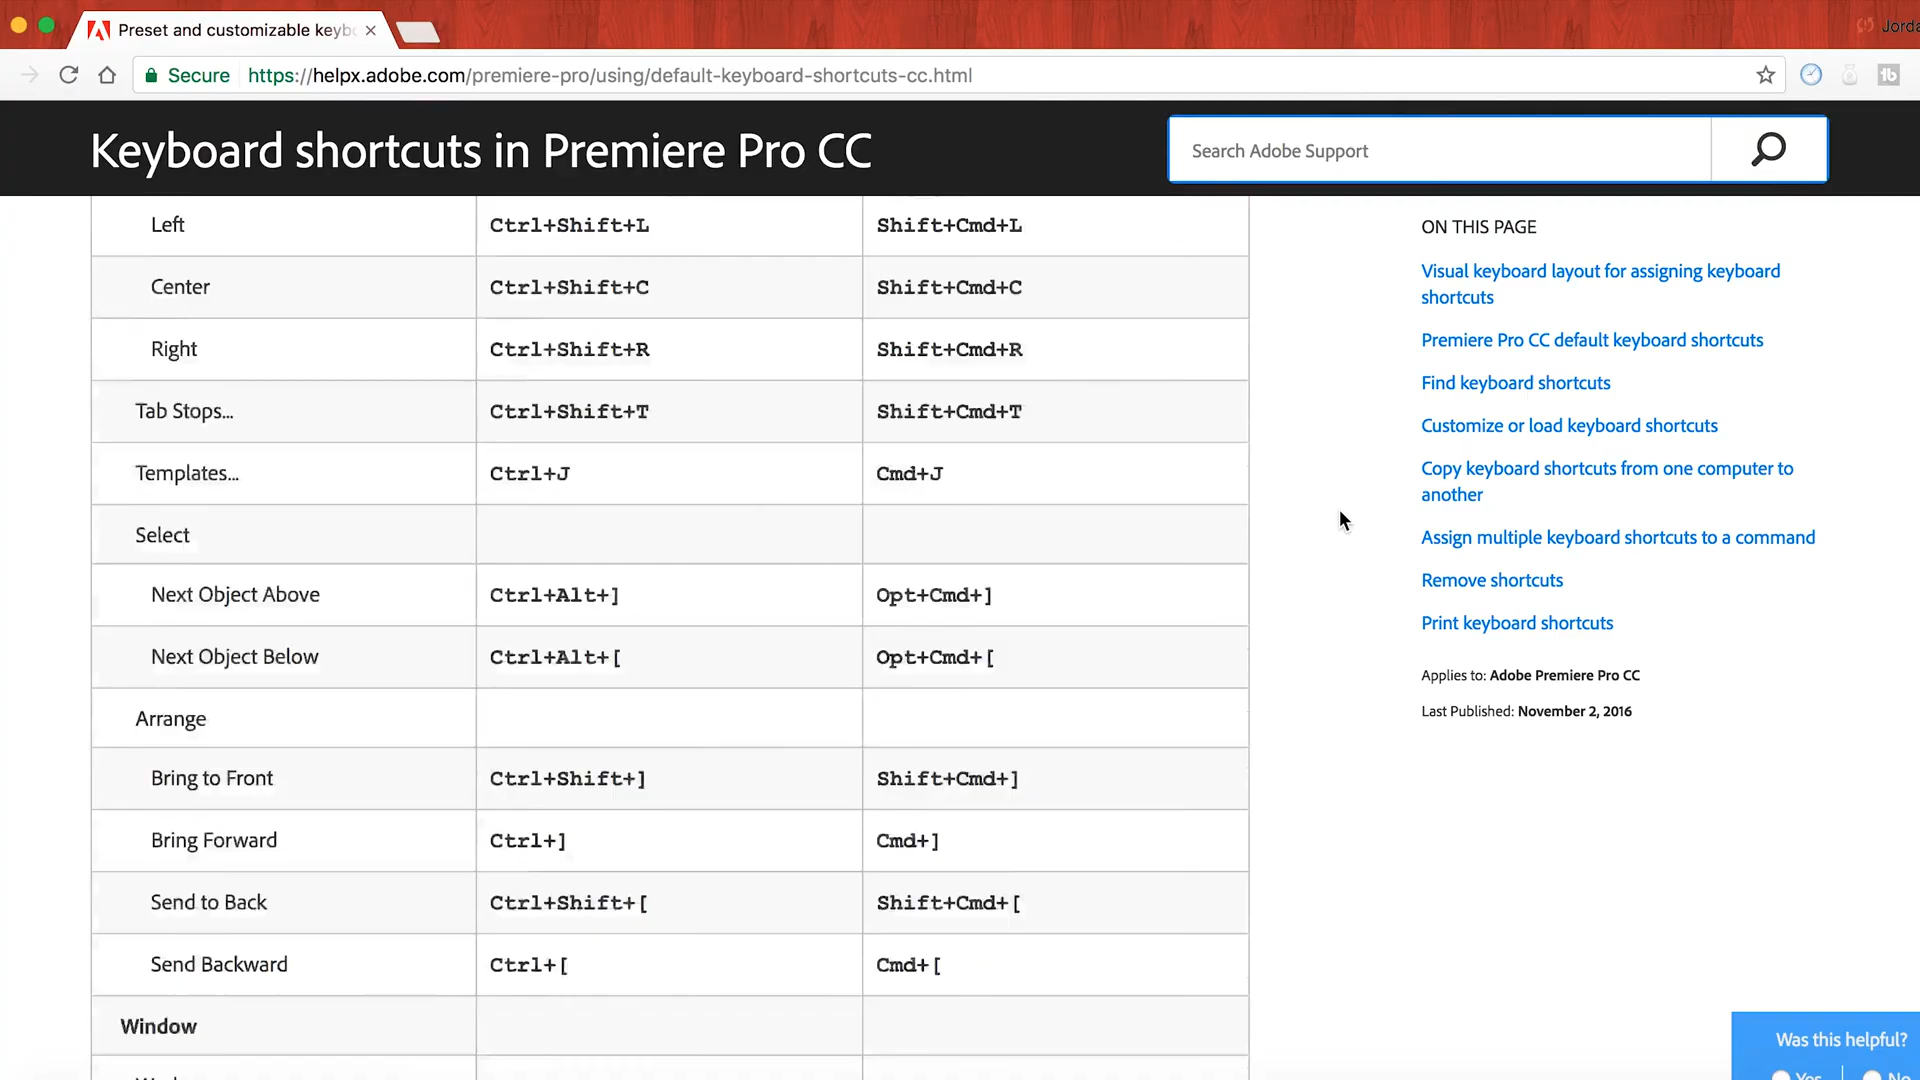 Preset and customizable keyb
Jorda
Secure https://helpx.adobe.com/premiere-pro/using/default-keyboard-shortcuts-cc.html
Keyboard shortcuts in Premiere Pro CC
Search Adobe Support
Left Ctrl+Shift+L Shift+Cmd+L
Center Ctrl+Shift+C Shift+Cmd+C
Right Ctrl+Shift+R Shift+Cmd+R
Tab Stops... Ctrl+Shift+T Shift+Cmd+T
Templates... Ctrl+J Cmd+J
Select
Next Object Above Ctrl+Alt+] Opt+Cmd+]
Next Object Below Ctrl+Alt+[ Opt+Cmd+[
Arrange
Bring to Front Ctrl+Shift+] Shift+Cmd+]
Bring Forward Ctrl+] Cmd+]
Send to Back Ctrl+Shift+[ Shift+Cmd+[
Send Backward Ctrl+[ Cmd+[
Window
ON THIS PAGE
Visual keyboard layout for assigning keyboard
shortcuts
Premiere Pro CC default keyboard shortcuts
Find keyboard shortcuts
Customize or load keyboard shortcuts
Copy keyboard shortcuts from one computer to
another
Assign multiple keyboard shortcuts to a command
Remove shortcuts
Print keyboard shortcuts
Applies to: Adobe Premiere Pro CC
Last Published: November 2, 2016
Was this helpful?
Yes No